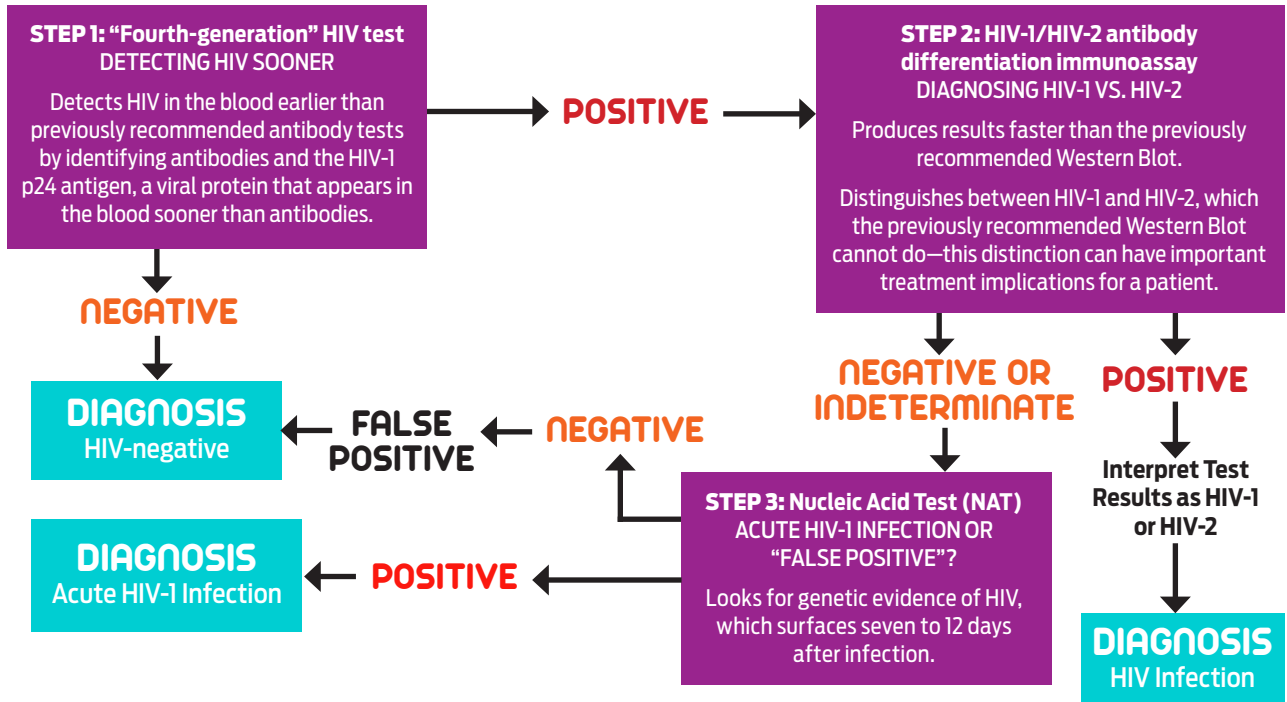 STEP 1: “Fourth-generation” HIV test
DETECTING HIV SOONER
Detects HIV in the blood earlier than
previously recommended antibody tests
by identifying antibodies and the HIV-1
p24 antigen, a viral protein that appears in
the blood sooner than antibodies.
POSITIVE
STEP 2: HIV-1/HIV-2 antibody
differentiation immunoassay
DIAGNOSING HIV-1 VS. HIV-2
Produces results faster than the previously
recommended Western Blot.
Distinguishes between HIV-1 and HIV-2, which
the previously recommended Western Blot
cannot do—this distinction can have important
treatment implications for a patient.
NEGATIVE
DIAGNOSIS
HIV-negative
FALSE
POSITIVE
NEGATIVE
NEGATIVE OR
INDETERMINATE
POSITIVE
Interpret Test
Results as HIV-1
or HIV-2
STEP 3: Nucleic Acid Test (NAT)
ACUTE HIV-1 INFECTION OR
“FALSE POSITIVE”?
Looks for genetic evidence of HIV,
which surfaces seven to 12 days
after infection.
POSITIVE
DIAGNOSIS
Acute HIV-1 Infection
DIAGNOSIS
HIV Infection